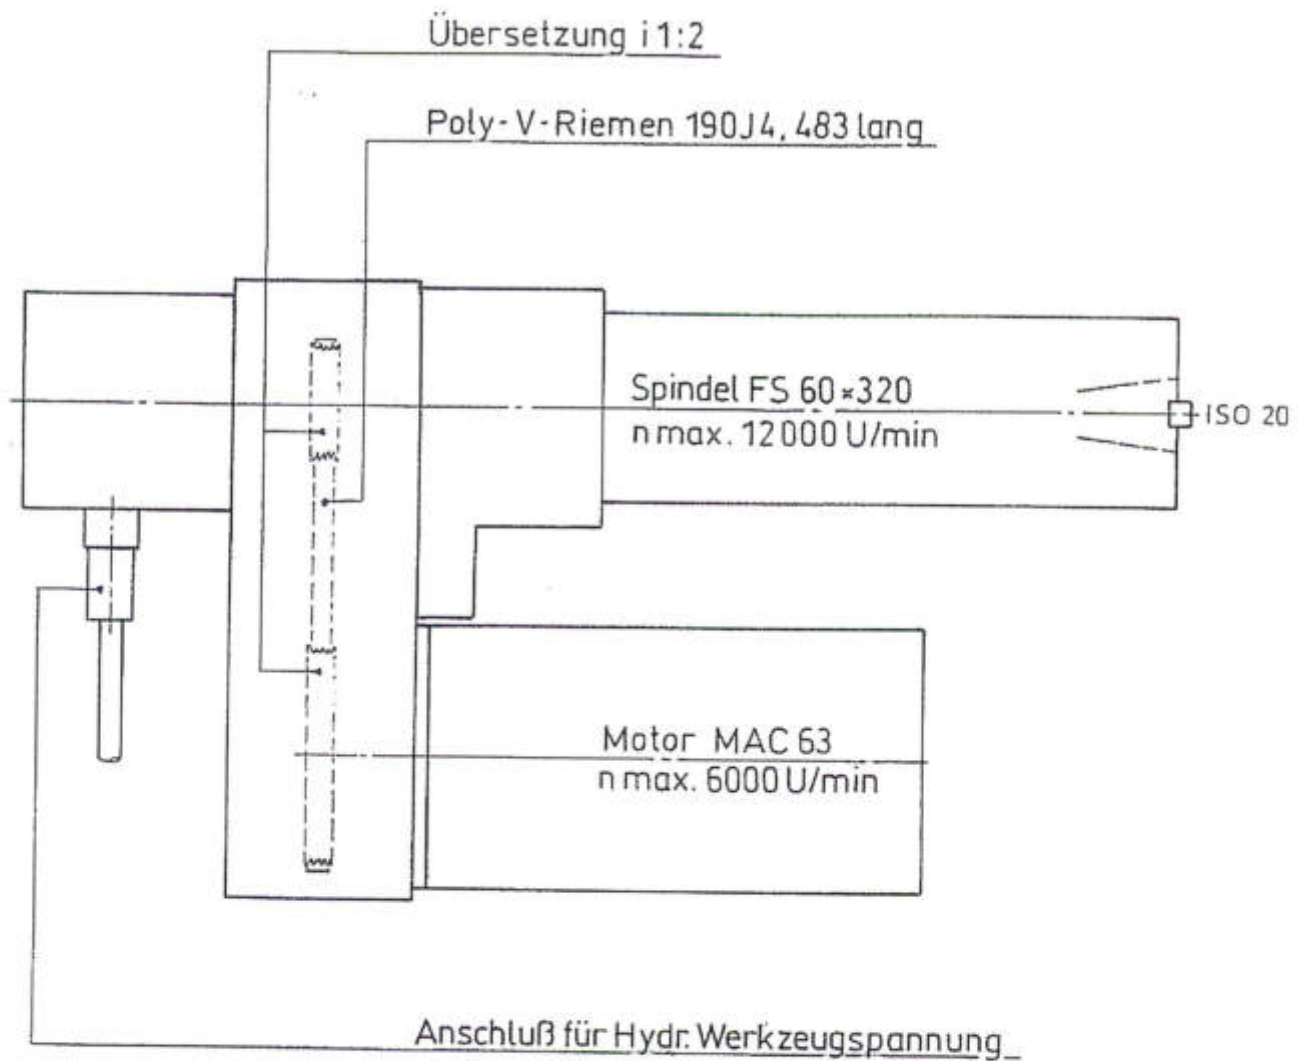 Übersetzung i 1:2
Poly-V-Riemen 190J4, 483 lang
Spindel FS 60×320
n max. 12000 U/min
ISO 20
Motor MAC 63
n max. 6000 U/min
Anschluß für Hydr. Werkzeugspannung